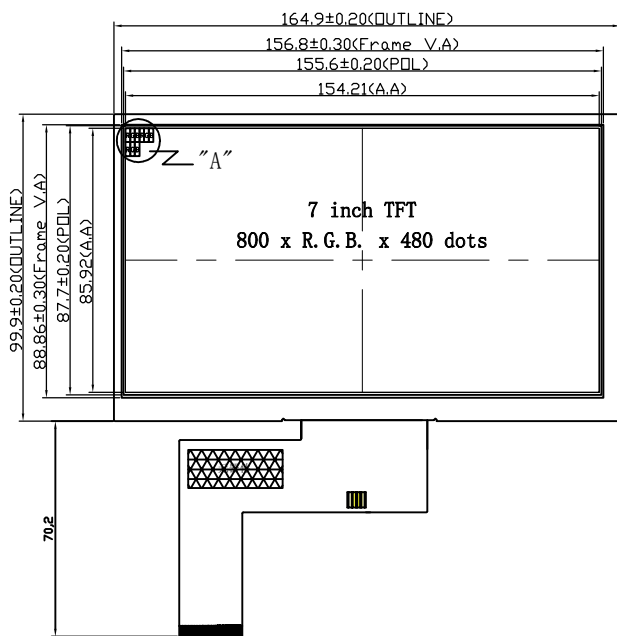 164.9±0.20(OUTLINE)
156.8±0.30(Frame V.A)
155.6±0.20(POL)
154.21(A.A)
"A"
7 inch TFT
800 x R.G.B. x 480 dots
99.9±0.20(OUTLINE)
88.86±0.30(Frame V.A)
87.7±0.20(POL)
85.92(A.A)
70.2